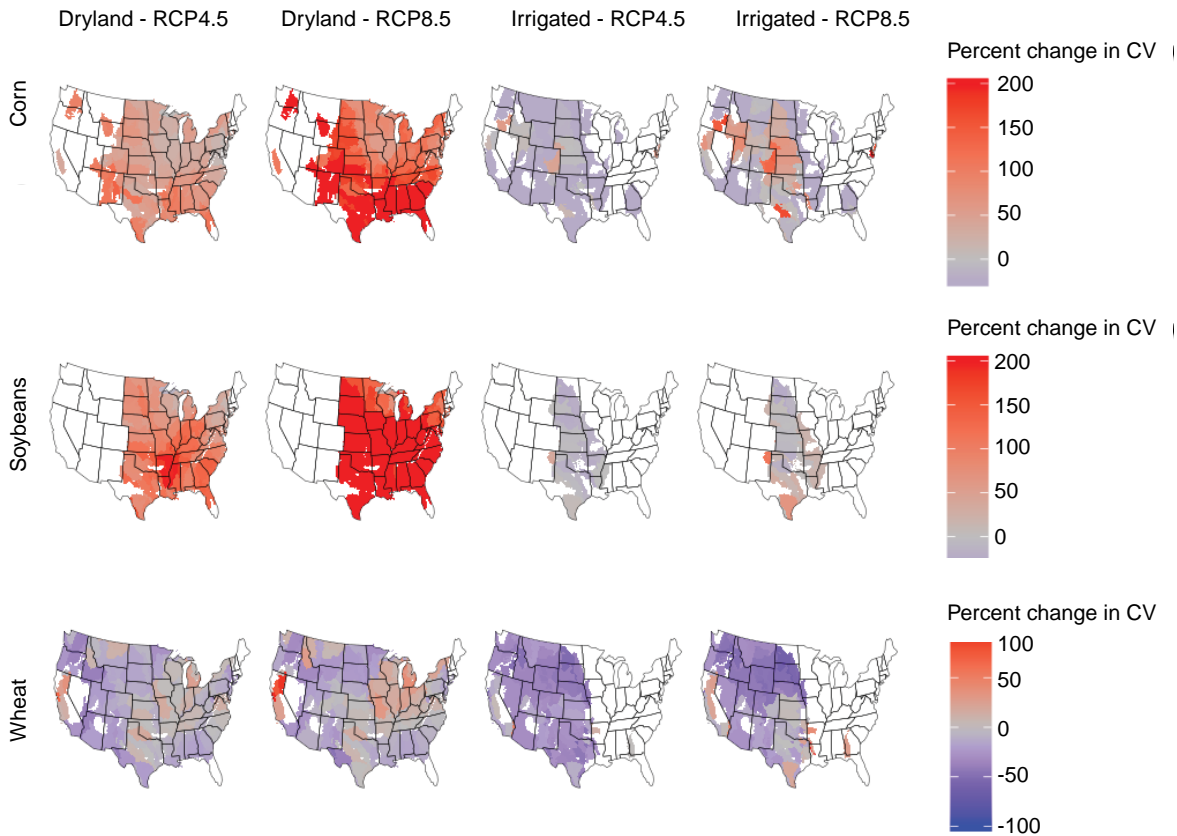 Dryland - RCP4.5
Dryland - RCP8.5
Irrigated - RCP4.5
Irrigated - RCP8.5
Corn
Percent change in CV (
200
150
100
50
0
Soybeans
Percent change in CV (
200
150
100
50
0
Wheat
Percent change in CV
100
50
0
-50
-100